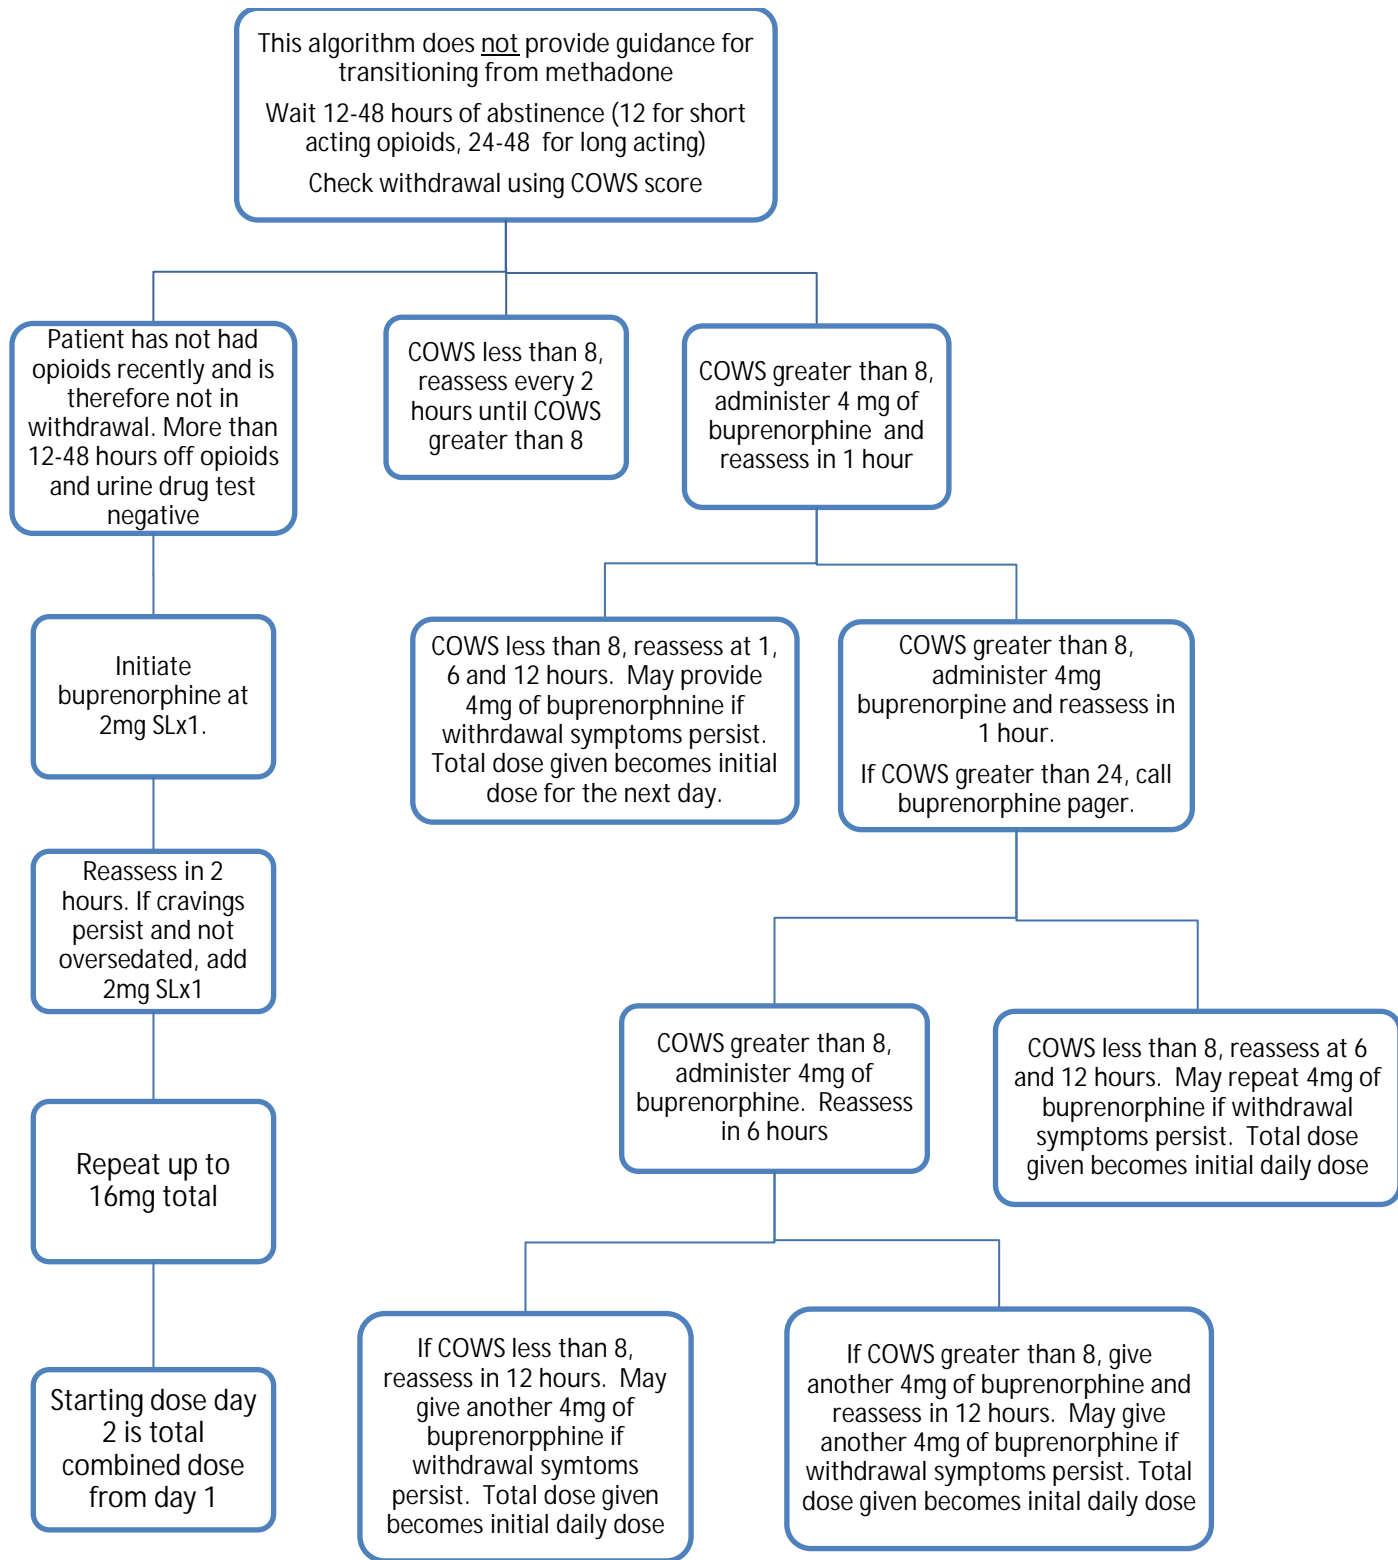 This algorithm does not provide guidance for
transitioning from methadone
Wait 12-48 hours of abstinence (12 for short
acting opioids, 24-48 for long acting)
Check withdrawal using COWS score
Patient has not had
opioids recently and is
therefore not in
withdrawal. More than
12-48 hours off opioids
and urine drug test
negative
COWS less than 8,
reassess every 2
hours until COWS
greater than 8
COWS greater than 8,
administer 4 mg of
buprenorphine and
reassess in 1 hour
Initiate
buprenorphine at
2mg SLx1.
COWS less than 8, reassess at 1,
6 and 12 hours. May provide
4mg of buprenorphnine if
withrdawal symptoms persist.
Total dose given becomes initial
dose for the next day.
COWS greater than 8,
administer 4mg
buprenorpine and reassess in
1 hour.
If COWS greater than 24, call
buprenorphine pager.
Reassess in 2
hours. If cravings
persist and not
oversedated, add
2mg SLx1
COWS greater than 8,
administer 4mg of
buprenorphine. Reassess
in 6 hours
COWS less than 8, reassess at 6
and 12 hours. May repeat 4mg of
buprenorphine if withdrawal
symptoms persist. Total dose
given becomes initial daily dose
Repeat up to
16mg total
Starting dose day
2 is total
combined dose
from day 1
If COWS less than 8,
reassess in 12 hours. May
give another 4mg of
buprenorpphine if
withdrawal symtoms
persist. Total dose given
becomes initial daily dose
If COWS greater than 8, give
another 4mg of buprenorphine and
reassess in 12 hours. May give
another 4mg of buprenorphine if
withdrawal symptoms persist. Total
dose given becomes inital daily dose